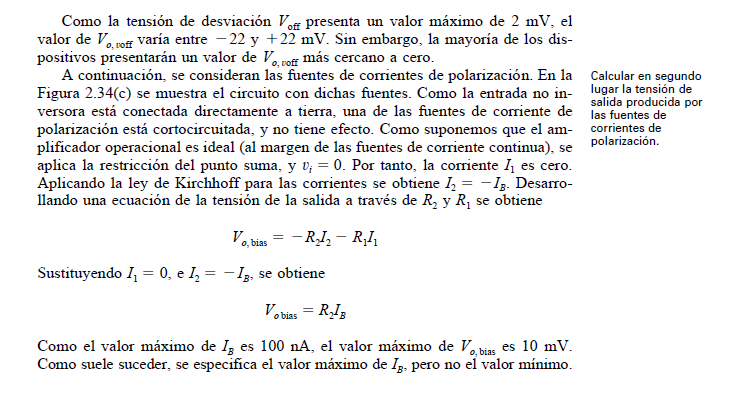 Como la tensión de desviación V_off presenta un valor máximo de 2 mV, el
valor de V_o, voff varía entre −22 y +22 mV. Sin embargo, la mayoría de los dis-
positivos presentarán un valor de V_o, voff más cercano a cero.
A continuación, se consideran las fuentes de corrientes de polarización. En la
Figura 2.34(c) se muestra el circuito con dichas fuentes. Como la entrada no in-
versora está conectada directamente a tierra, una de las fuentes de corriente de
polarización está cortocircuitada, y no tiene efecto. Como suponemos que el am-
plificador operacional es ideal (al margen de las fuentes de corriente continua), se
aplica la restricción del punto suma, y v_i = 0. Por tanto, la corriente I_1 es cero.
Aplicando la ley de Kirchhoff para las corrientes se obtiene I_2 = −I_B. Desarro-
llando una ecuación de la tensión de la salida a través de R_2 y R_1 se obtiene
V_o, bias = −R_2I_2 − R_1I_1
Sustituyendo I_1 = 0, e I_2 = −I_B, se obtiene
V_o bias = R_2I_B
Como el valor máximo de I_B es 100 nA, el valor máximo de V_o, bias es 10 mV.
Como suele suceder, se especifica el valor máximo de I_B, pero no el valor mínimo.
Calcular en segundo
lugar la tensión de
salida producida por
las fuentes de
corrientes de
polarización.